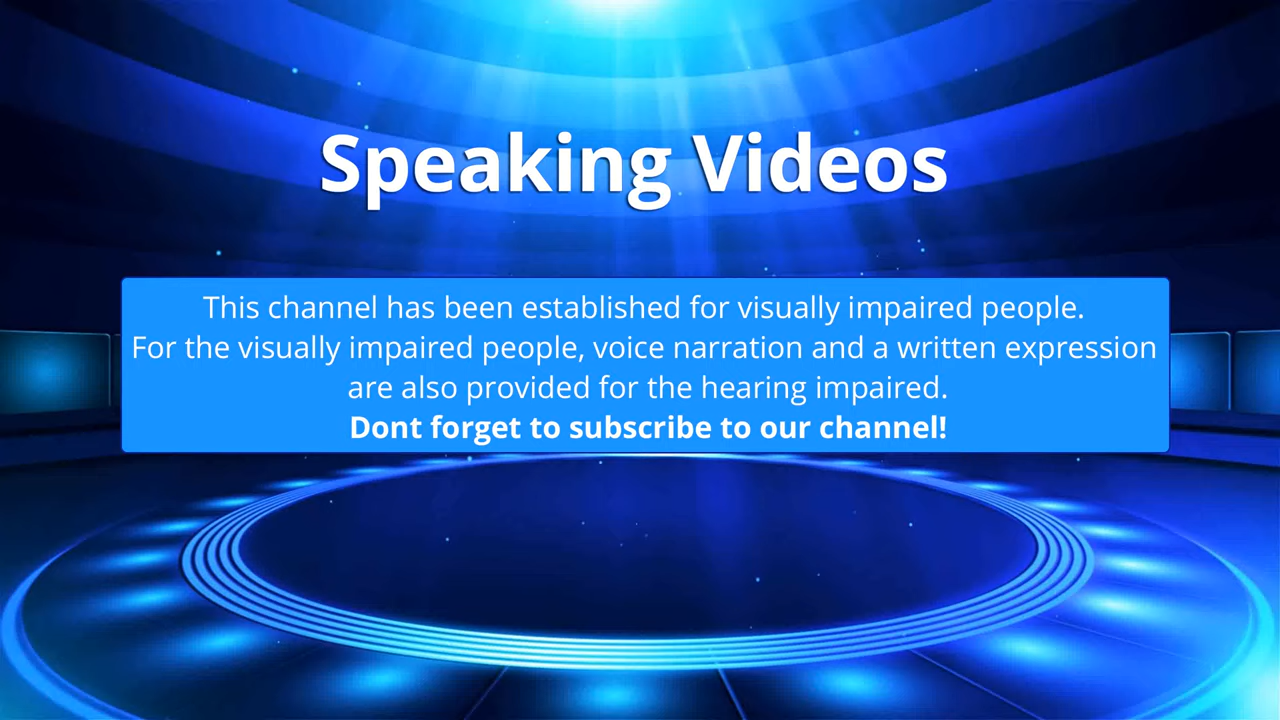 Speaking Videos
This channel has been established for visually impaired people.
For the visually impaired people, voice narration and a written expression
are also provided for the hearing impaired.
Dont forget to subscribe to our channel!